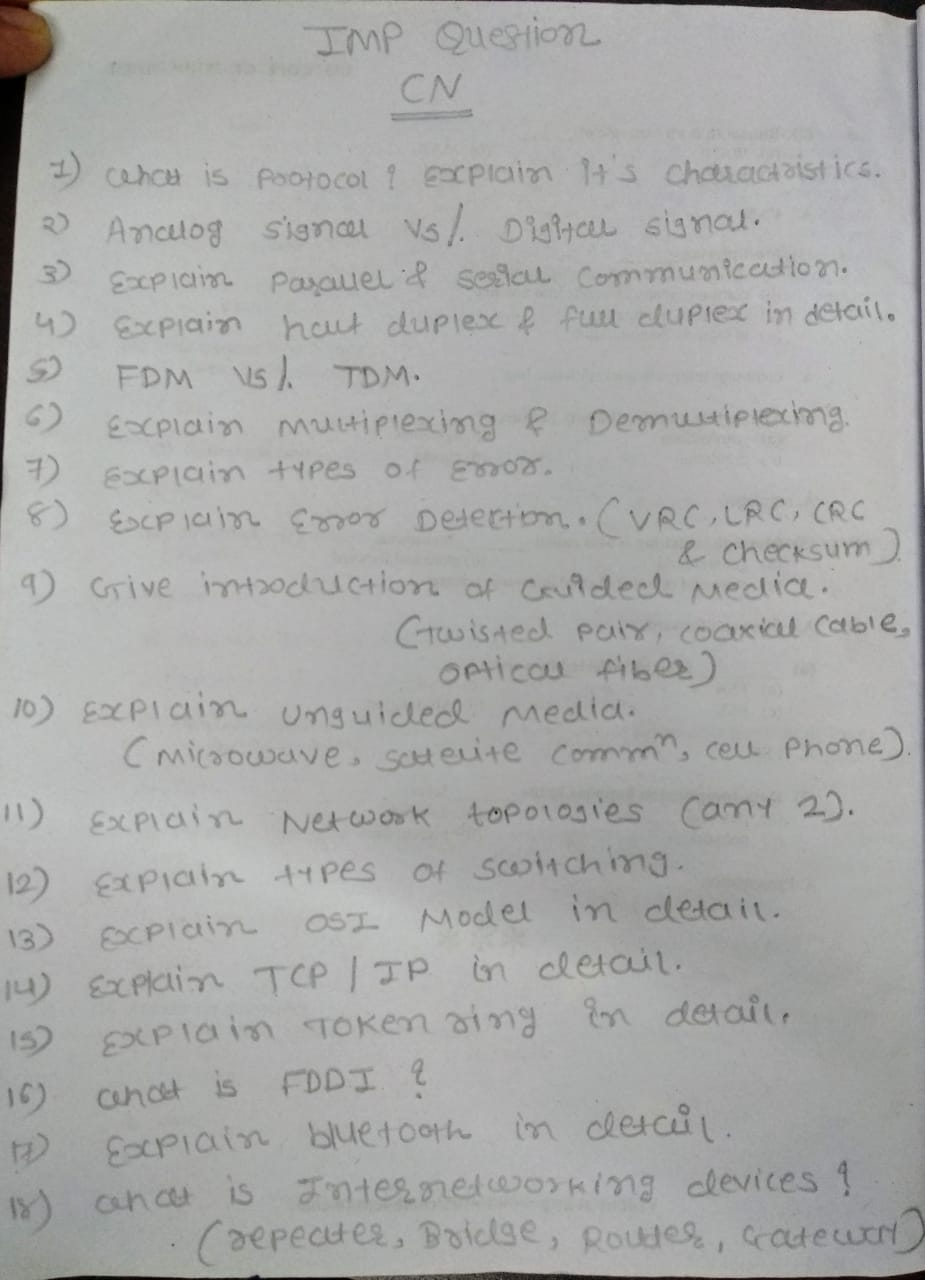 IMP Question
CN
1) what is protocol ? Explain It's characteristics.
2) Analog signal Vs/. Digital signal.
3) Explain Parallel & serial communication.
4) Explain half duplex & full duplex in detail.
5) FDM Vs/. TDM.
6) Explain multiplexing & Demultiplexing.
7) Explain types of Error.
8) Explain Error Detection. (VRC, LRC, CRC
& checksum)
9) Give introduction of Guided Media.
(twisted pair, coaxial cable,
optical fiber)
10) Explain unguided Media.
(microwave, satelite commⁿ, cell phone).
11) Explain Network topologies (any 2).
12) Explain types of switching.
13) Explain OSI Model in detail.
14) Explain TCP / IP in detail.
15) Explain Token ring in detail.
16) what is FDDI ?
17) Explain bluetooth in detail.
18) what is Internetworking devices ?
(repeater, Bridge, Router, Gateway)